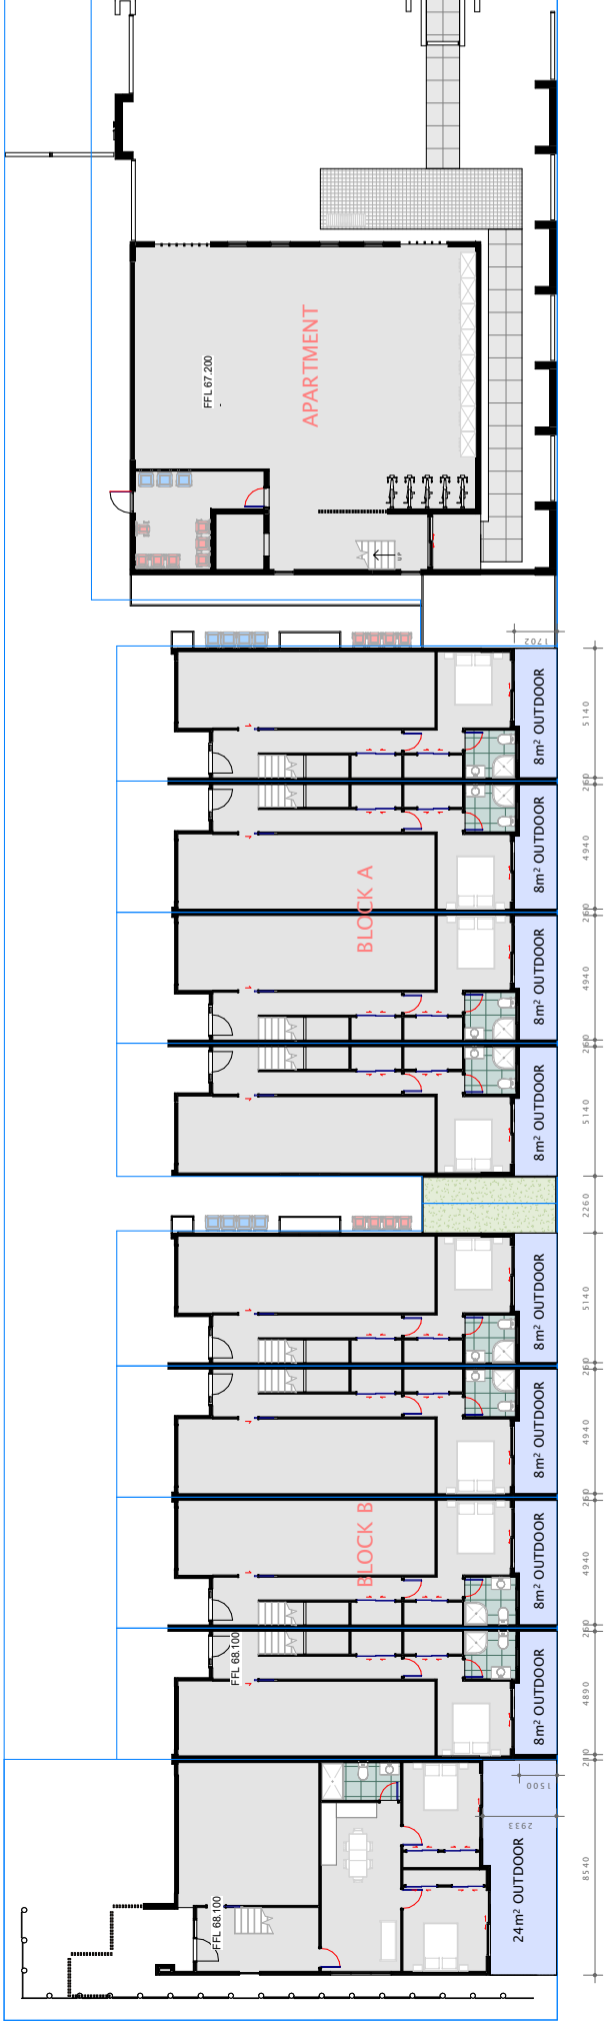 FFL 67.200
APARTMENT
UP
1702
8m² OUTDOOR
5140
260
8m² OUTDOOR
4940
BLOCK A
260
8m² OUTDOOR
4940
260
8m² OUTDOOR
5140
2260
8m² OUTDOOR
5140
260
8m² OUTDOOR
4940
260
BLOCK B
8m² OUTDOOR
4940
260
FFL 68.100
8m² OUTDOOR
4890
210
1500
2933
24m² OUTDOOR
8540
FFL 68.100